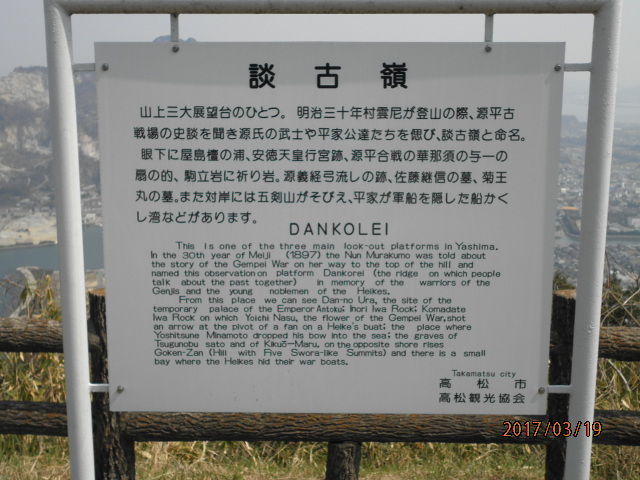 談古嶺
山上三大展望台のひとつ。明治三十年村雲尼が登山の際、源平古
戦場の史談を聞き源氏の武士や平家公達たちを偲び、談古嶺と命名。
眼下に屋島檀の浦、安徳天皇行宮跡、源平合戦の華那須の与一の
扇の的、駒立岩に祈り岩。源義経弓流しの跡、佐藤継信の墓、菊王
丸の墓。また対岸には五剣山がそびえ、平家が軍船を隠した船かく
し湾などがあります。
DANKOLEI
This is one of the three main look-out platforms in Yashima.
In the 30th year of Meiji (1897) the Nun Murakumo was told about
the story of the Gempei War on her way to the top of the hill and
named this observation platform Dankorei (the ridge on which people
talk about the past together) in memory of the warriors of the
Genjis and the young noblemen of the Heikes.
From this place we can see Dan-no Ura, the site of the
temporary palace of the Emperor Antoku; Inori Iwa Rock; Komadate
Iwa Rock on which Yoichi Nasu, the flower of the Gempei War, shot
an arrow at the pivot of a fan on a Heike's buat; the place where
Yoshitsune Minamoto dropped his bow into the sea; the graves of
Tsugunobu sato and of Kikuō-Maru. on the opposite shore rises
Goken-Zan (Hill with Five Swora-like Summits) and there is a small
bay where the Heikes hid their war boats.
Takamatsu city
高松市
高松観光協会
2017/03/19